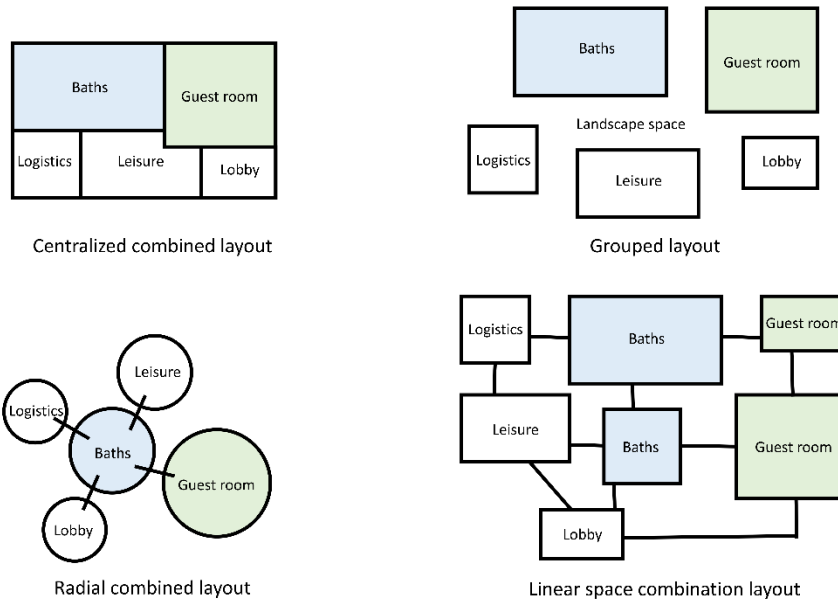 Baths
Guest room
Logistics
Leisure
Lobby
Centralized combined layout
Baths
Guest room
Landscape space
Logistics
Leisure
Lobby
Grouped layout
Leisure
Logistics
Baths
Guest room
Lobby
Radial combined layout
Logistics
Baths
Guest room
Leisure
Baths
Guest room
Lobby
Linear space combination layout